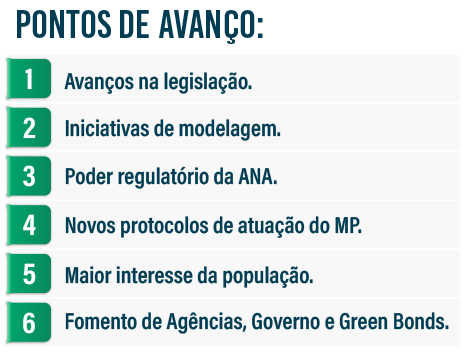 PONTOS DE AVANÇO:
1 Avanços na legislação.
2 Iniciativas de modelagem.
3 Poder regulatório da ANA.
4 Novos protocolos de atuação do MP.
5 Maior interesse da população.
6 Fomento de Agências, Governo e Green Bonds.